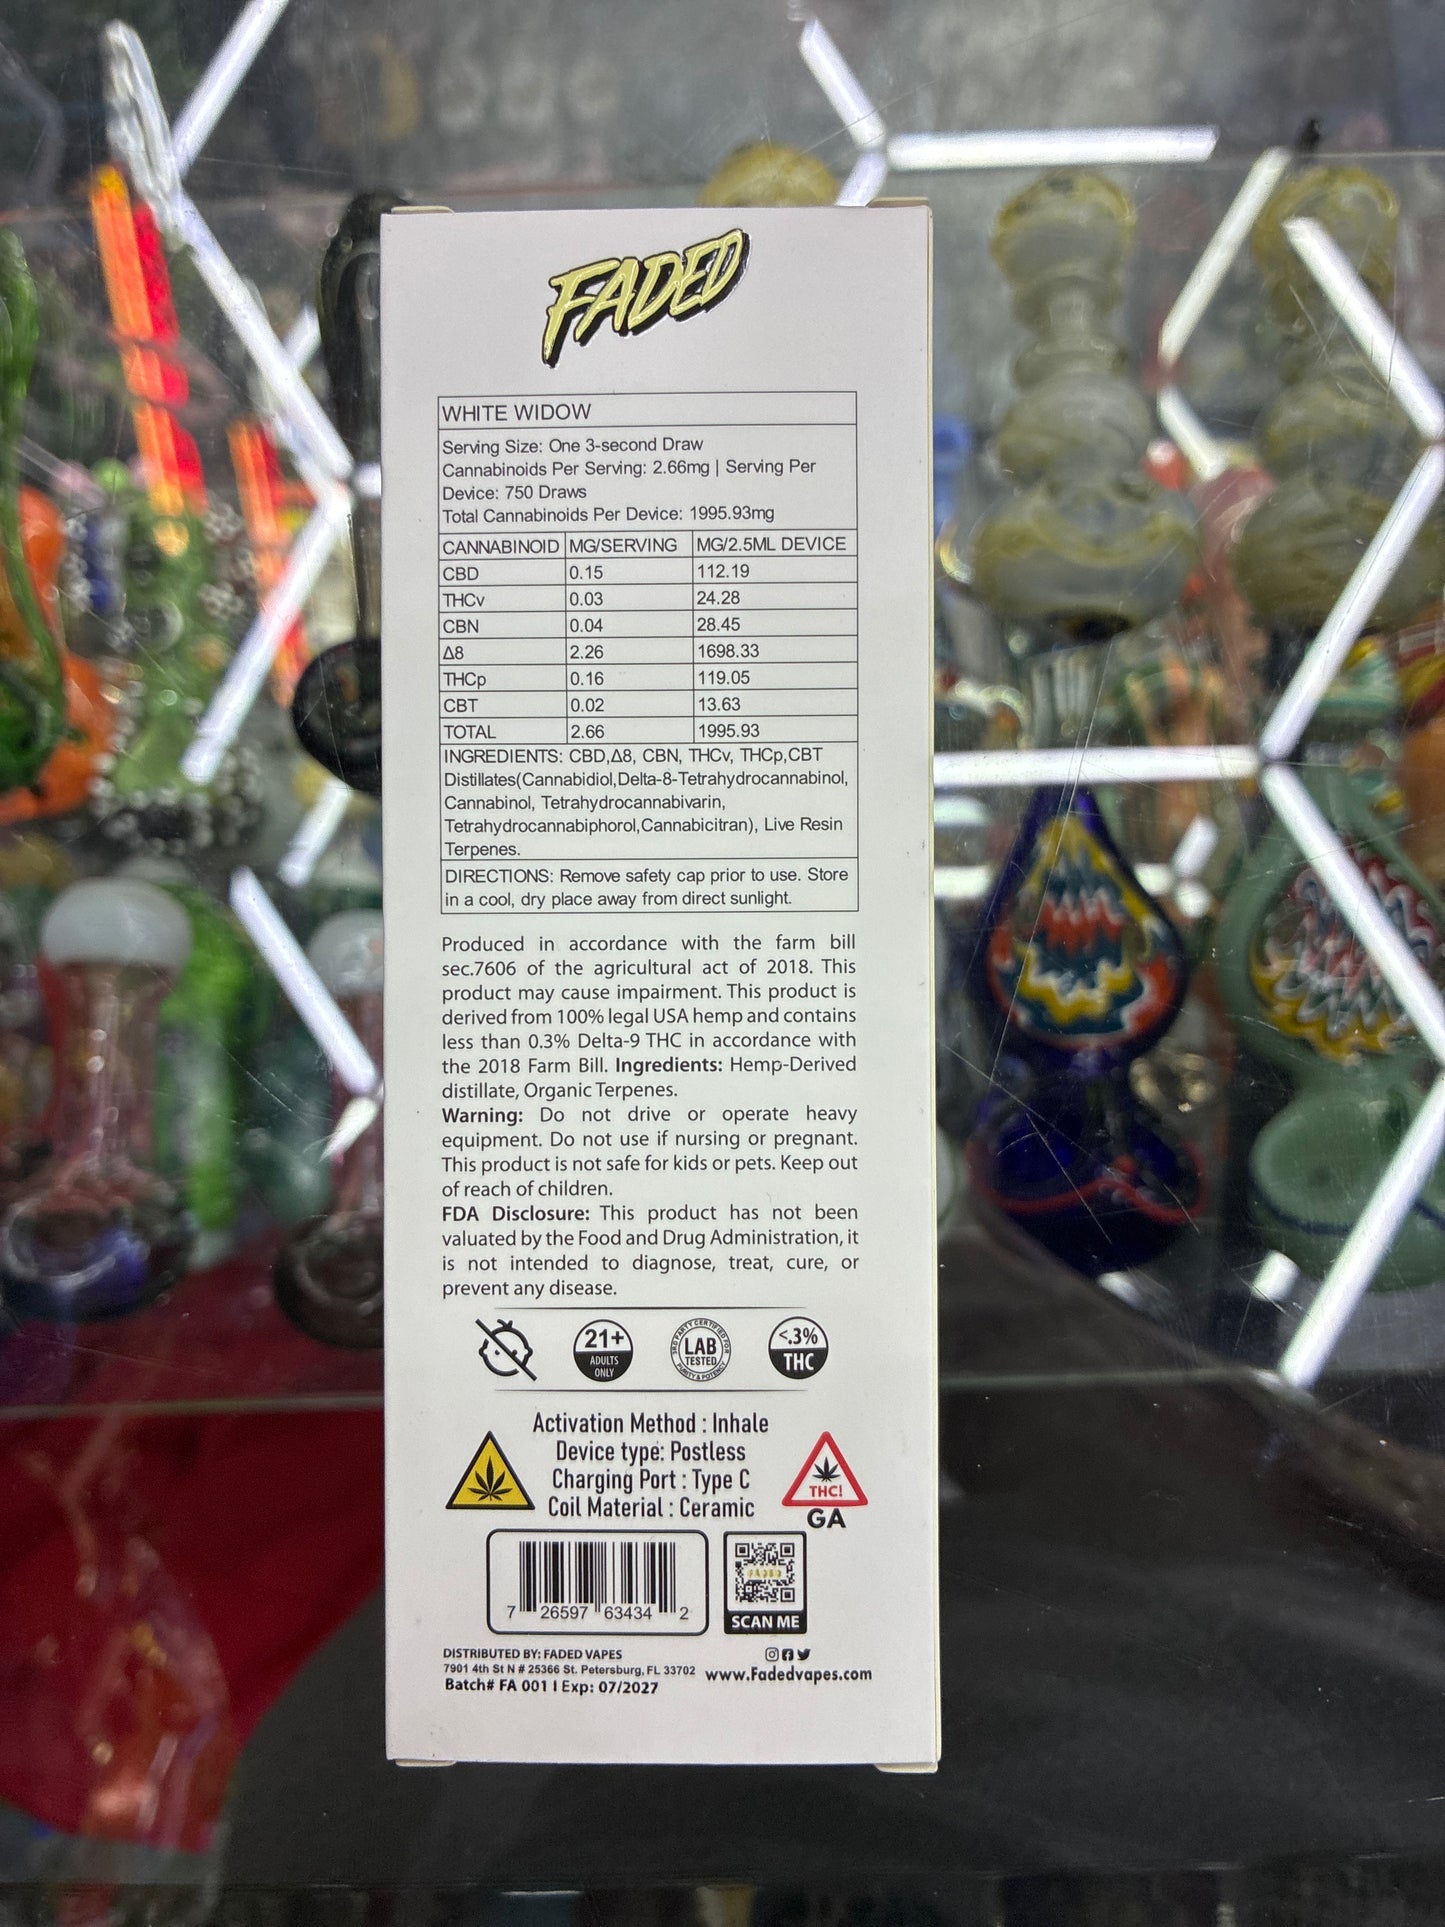 FADED
WHITE WIDOW
Serving Size: One 3-second Draw
Cannabinoids Per Serving: 2.66mg | Serving Per
Device: 750 Draws
Total Cannabinoids Per Device: 1995.93mg
CANNABINOID MG/SERVING MG/2.5ML DEVICE
CBD 0.15 112.19
THCv 0.03 24.28
CBN 0.04 28.45
Δ8 2.26 1698.33
THCp 0.16 119.05
CBT 0.02 13.63
TOTAL 2.66 1995.93
INGREDIENTS: CBD,Δ8, CBN, THCv, THCp,CBT
Distillates(Cannabidiol,Delta-8-Tetrahydrocannabinol,
Cannabinol, Tetrahydrocannabivarin,
Tetrahydrocannabiphorol,Cannabicitran), Live Resin
Terpenes.
DIRECTIONS: Remove safety cap prior to use. Store
in a cool, dry place away from direct sunlight.
Produced in accordance with the farm bill
sec.7606 of the agricultural act of 2018. This
product may cause impairment. This product is
derived from 100% legal USA hemp and contains
less than 0.3% Delta-9 THC in accordance with
the 2018 Farm Bill. Ingredients: Hemp-Derived
distillate, Organic Terpenes.
Warning: Do not drive or operate heavy
equipment. Do not use if nursing or pregnant.
This product is not safe for kids or pets. Keep out
of reach of children.
FDA Disclosure: This product has not been
valuated by the Food and Drug Administration, it
is not intended to diagnose, treat, cure, or
prevent any disease.
21+
ADULTS
ONLY
3RD PARTY CERTIFIED FOR
LAB
TESTED
PURITY & POTENCY
<.3%
THC
Activation Method : Inhale
Device type: Postless
Charging Port : Type C
Coil Material : Ceramic
THC!
GA
7 26597 63434 2
FADED
SCAN ME
DISTRIBUTED BY: FADED VAPES
7901 4th St N # 25366 St. Petersburg, FL 33702
www.Fadedvapes.com
Batch# FA 001 I Exp: 07/2027